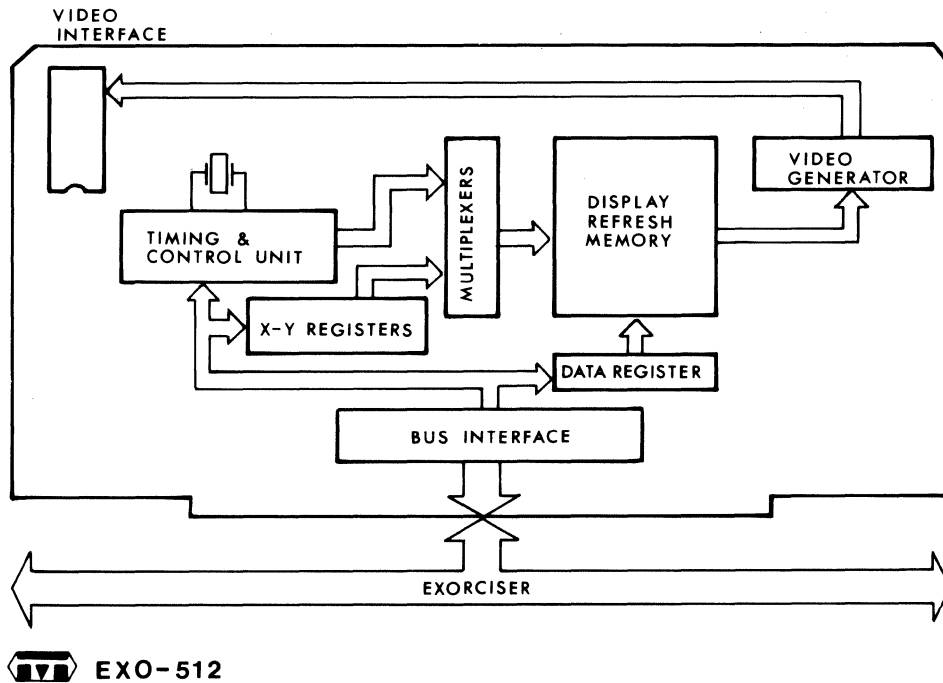 VIDEO
INTERFACE
VIDEO
GENERATOR
DISPLAY
REFRESH
MEMORY
MULTIPLEXERS
TIMING &
CONTROL UNIT
X-Y REGISTERS
DATA REGISTER
BUS INTERFACE
EXORCISER
EXO-512